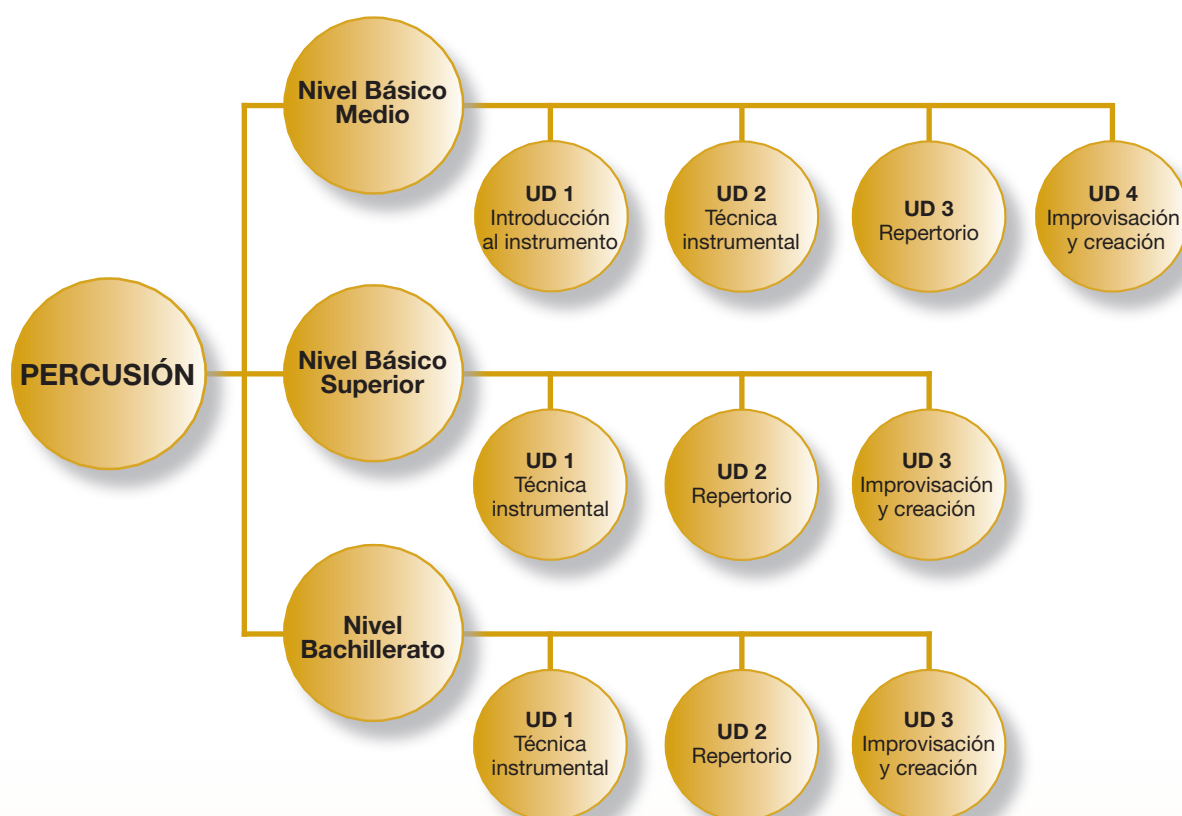 PERCUSIÓN
Nivel Básico
Medio
UD 1
Introducción
al instrumento
UD 2
Técnica
instrumental
UD 3
Repertorio
UD 4
Improvisación
y creación
Nivel Básico
Superior
UD 1
Técnica
instrumental
UD 2
Repertorio
UD 3
Improvisación
y creación
Nivel
Bachillerato
UD 1
Técnica
instrumental
UD 2
Repertorio
UD 3
Improvisación
y creación